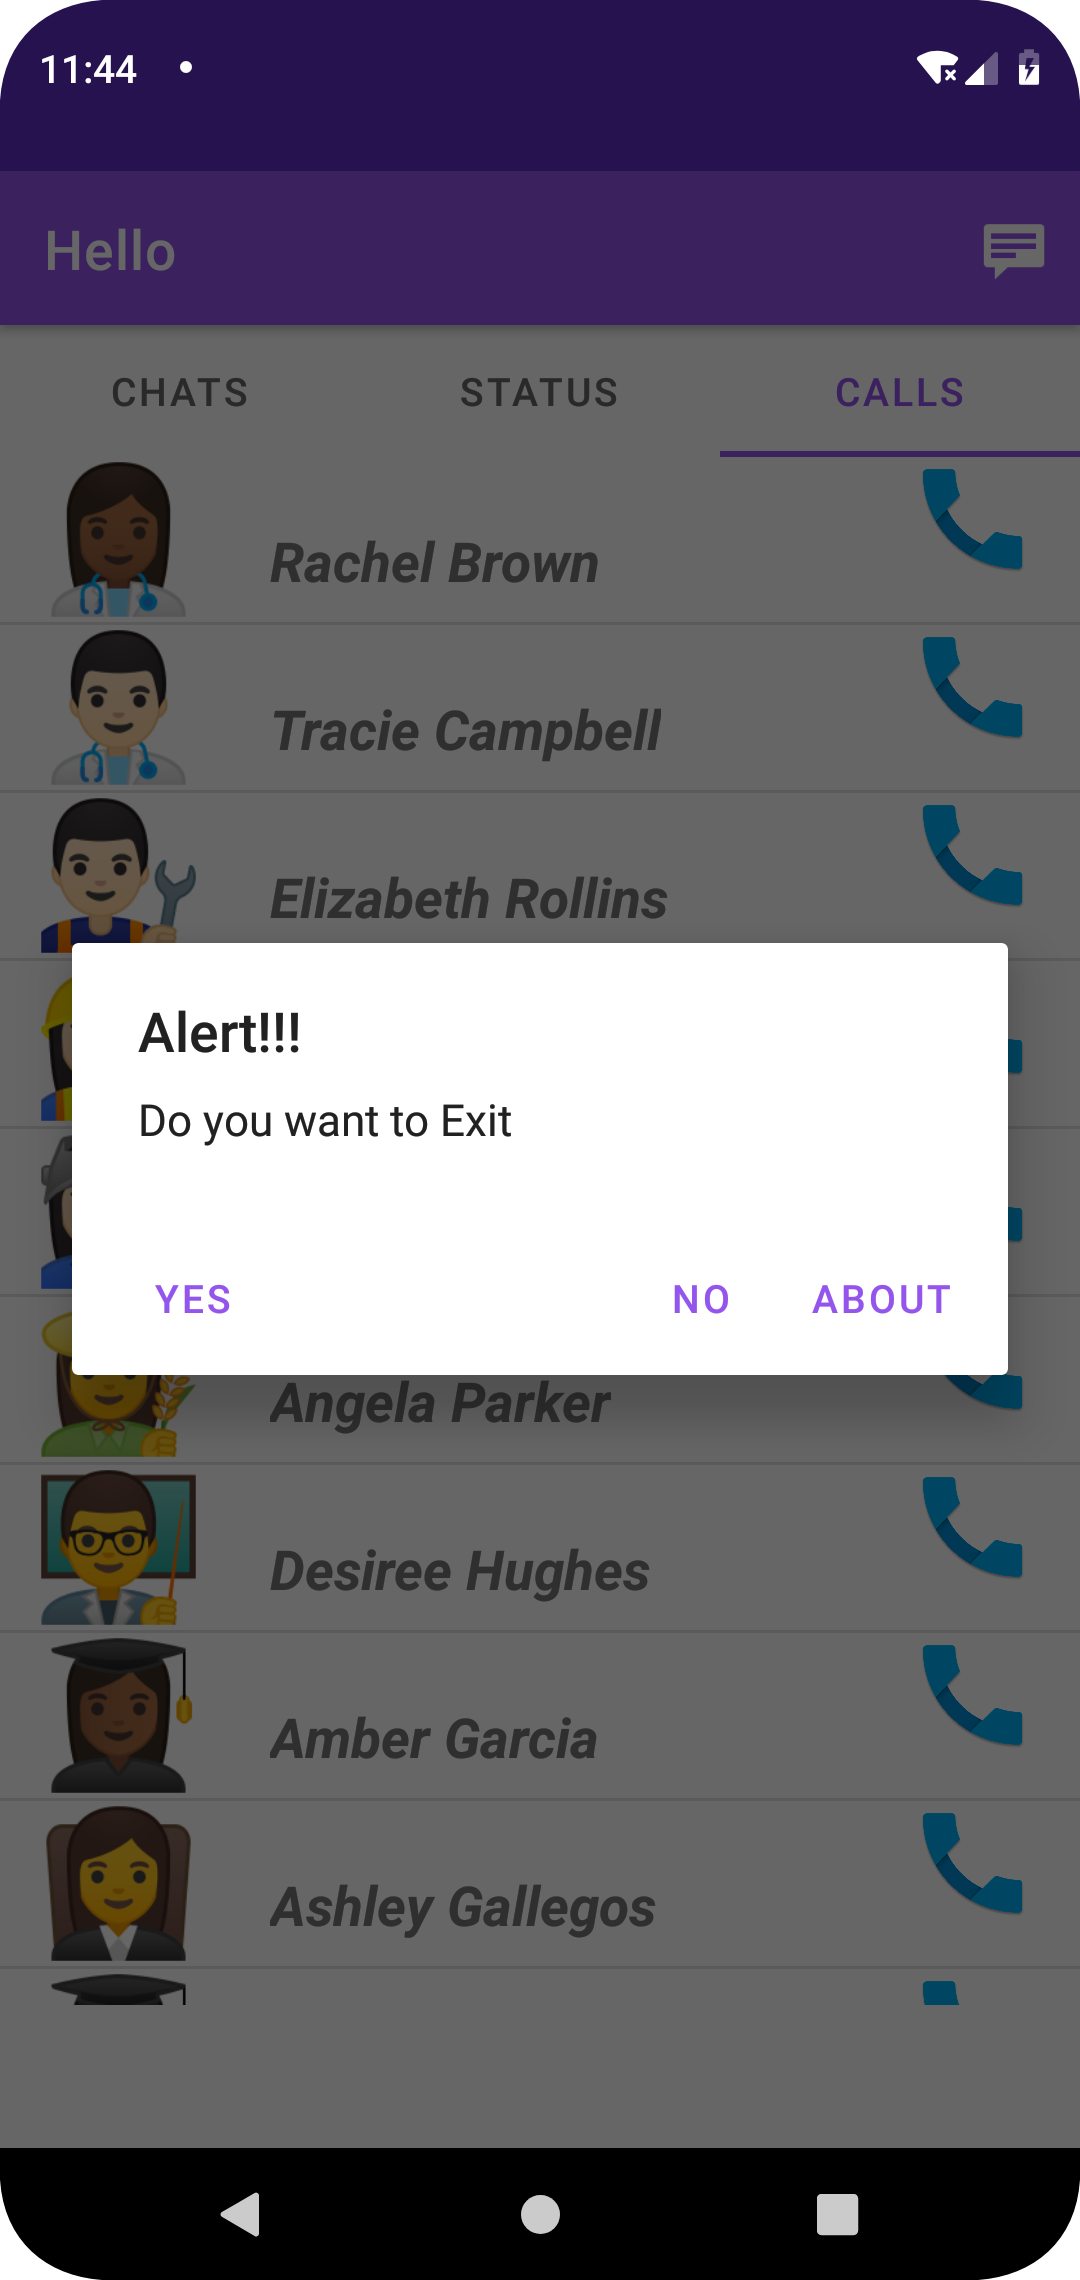 11:44
Hello
CHATS STATUS CALLS
Rachel Brown
Tracie Campbell
Elizabeth Rollins
Alert!!!
Do you want to Exit
YES NO ABOUT
Angela Parker
Desiree Hughes
Amber Garcia
Ashley Gallegos